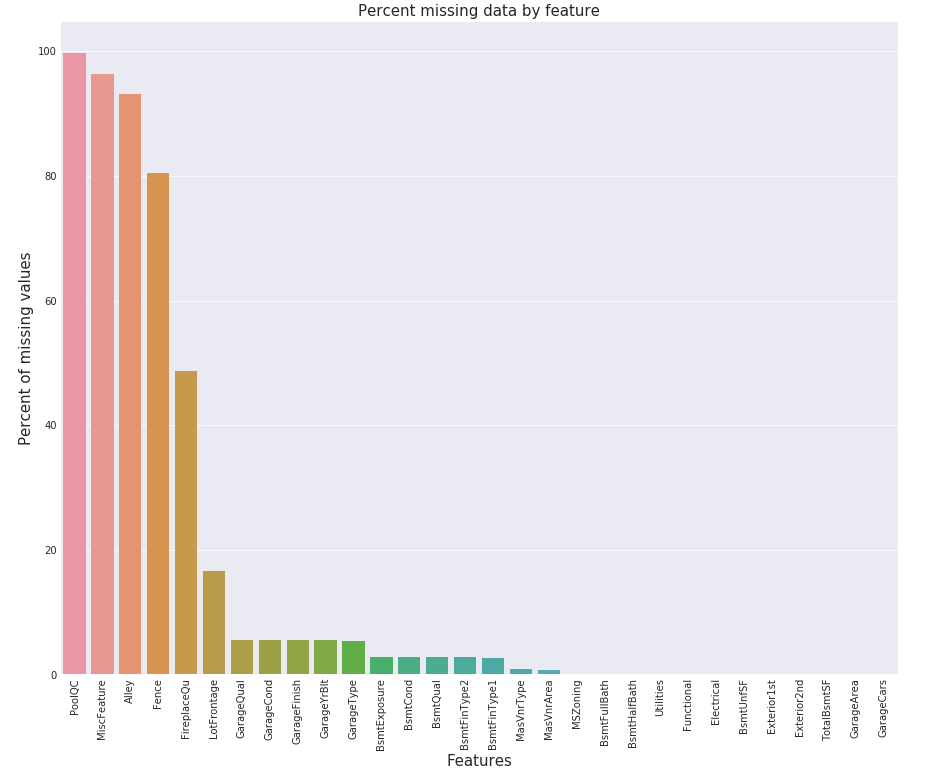 Percent missing data by feature
Percent of missing values
100
80
60
40
20
0
PoolQC
MiscFeature
Alley
Fence
FireplaceQu
LotFrontage
GarageQual
GarageCond
GarageFinish
GarageYrBlt
GarageType
BsmtExposure
BsmtCond
BsmtQual
BsmtFinType2
BsmtFinType1
MasVnrType
MasVnrArea
MSZoning
BsmtFullBath
BsmtHalfBath
Utilities
Functional
Electrical
BsmtUnfSF
Exterior1st
Exterior2nd
TotalBsmtSF
GarageArea
GarageCars
Features